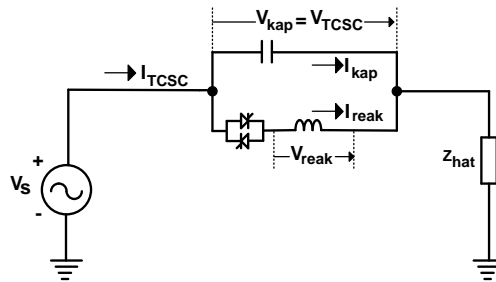 V_kap = V_TCSC
I_TCSC
I_kap
I_reak
V_reak
+
V_s
-
Z_hat